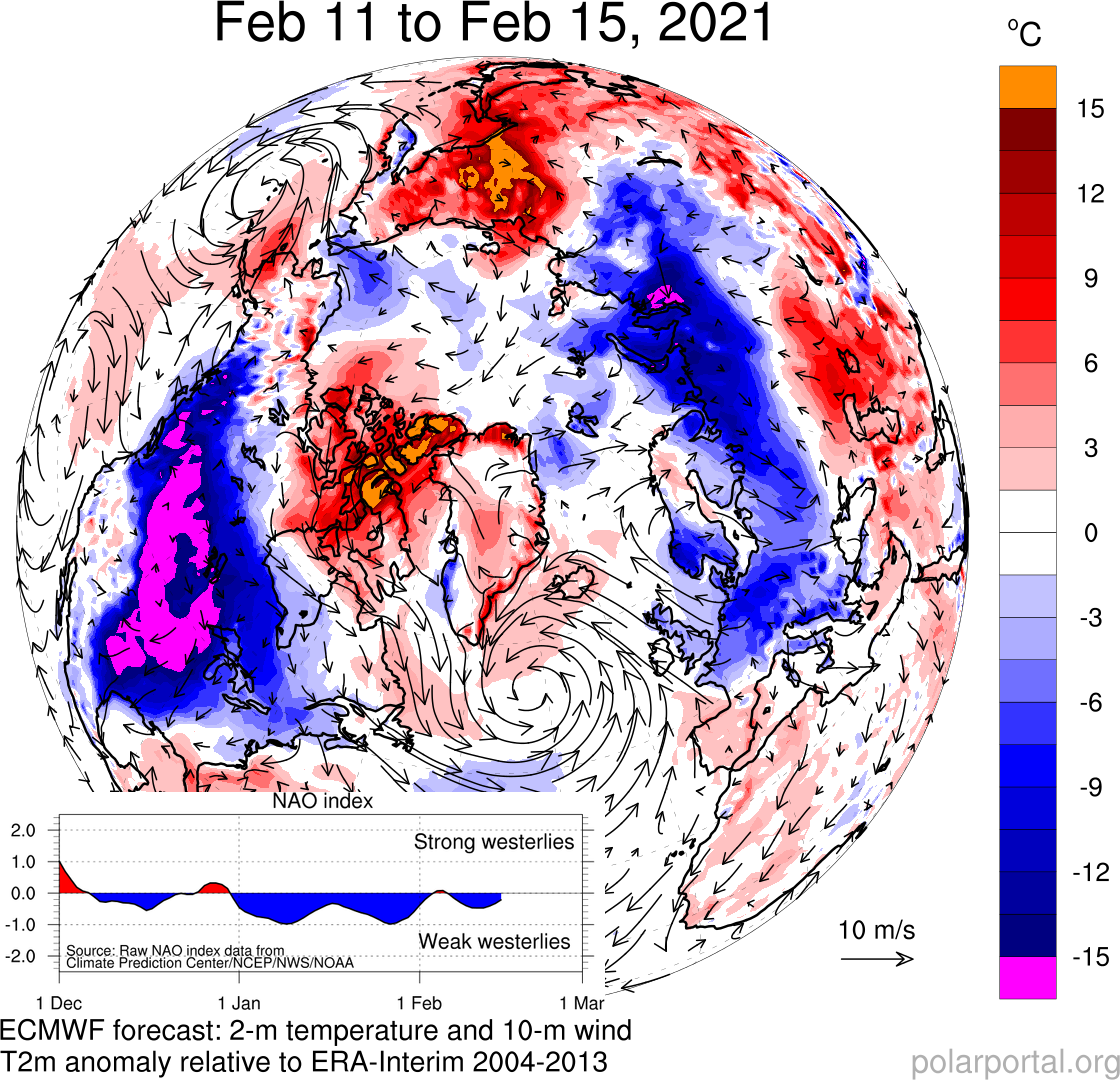 Feb 11 to Feb 15, 2021
°C
15
12
9
6
3
0
-3
-6
-9
-12
-15
10 m/s
NAO index
2.0
1.0
0.0
-1.0
-2.0
Strong westerlies
Weak westerlies
Source: Raw NAO index data from
Climate Prediction Center/NCEP/NWS/NOAA
1 Dec
1 Jan
1 Feb
1 Mar
ECMWF forecast: 2-m temperature and 10-m wind
T2m anomaly relative to ERA-Interim 2004-2013
polarportal.org